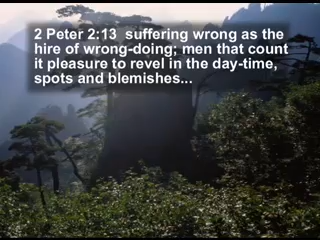 2 Peter 2:13  suffering wrong as the
hire of wrong-doing; men that count
it pleasure to revel in the day-time,
spots and blemishes...